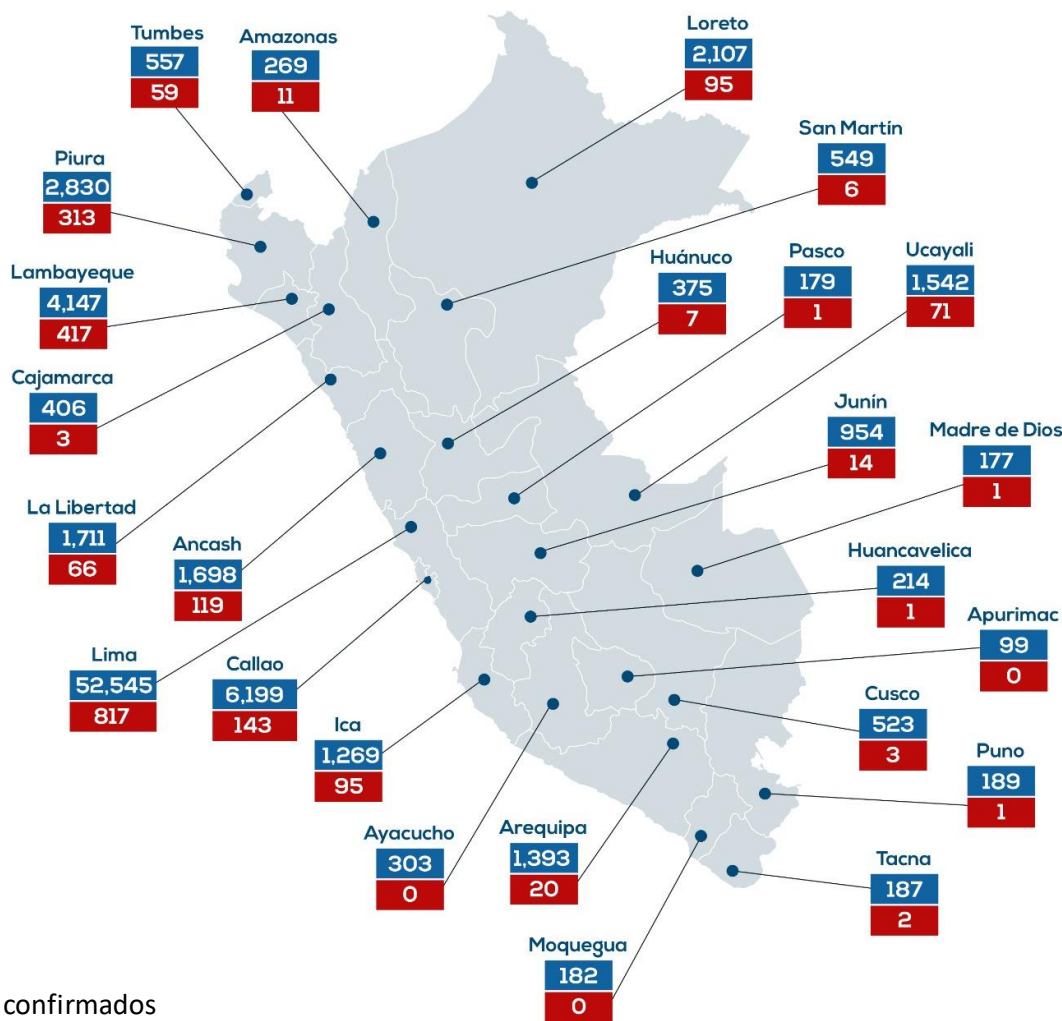 Tumbes
557
59
Amazonas
269
11
Loreto
2,107
95
San Martín
549
6
Piura
2,830
313
Lambayeque
4,147
417
Huánuco
375
7
Pasco
179
1
Ucayali
1,542
71
Cajamarca
406
3
Junín
954
14
Madre de Dios
177
1
La Libertad
1,711
66
Ancash
1,698
119
Huancavelica
214
1
Apurimac
99
0
Lima
52,545
817
Callao
6,199
143
Ica
1,269
95
Cusco
523
3
Puno
189
1
Ayacucho
303
0
Arequipa
1,393
20
Tacna
187
2
Moquegua
182
0
confirmados